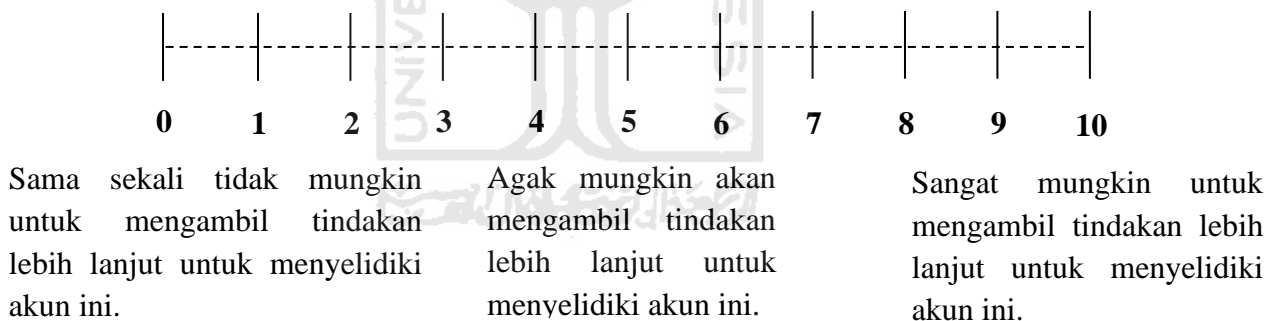 0 1 2 3 4 5 6 7 8 9 10
Sama sekali tidak mungkin
untuk mengambil tindakan
lebih lanjut untuk menyelidiki
akun ini.
Agak mungkin akan
mengambil tindakan
lebih lanjut untuk
menyelidiki akun ini.
Sangat mungkin untuk
mengambil tindakan lebih
lanjut untuk menyelidiki
akun ini.